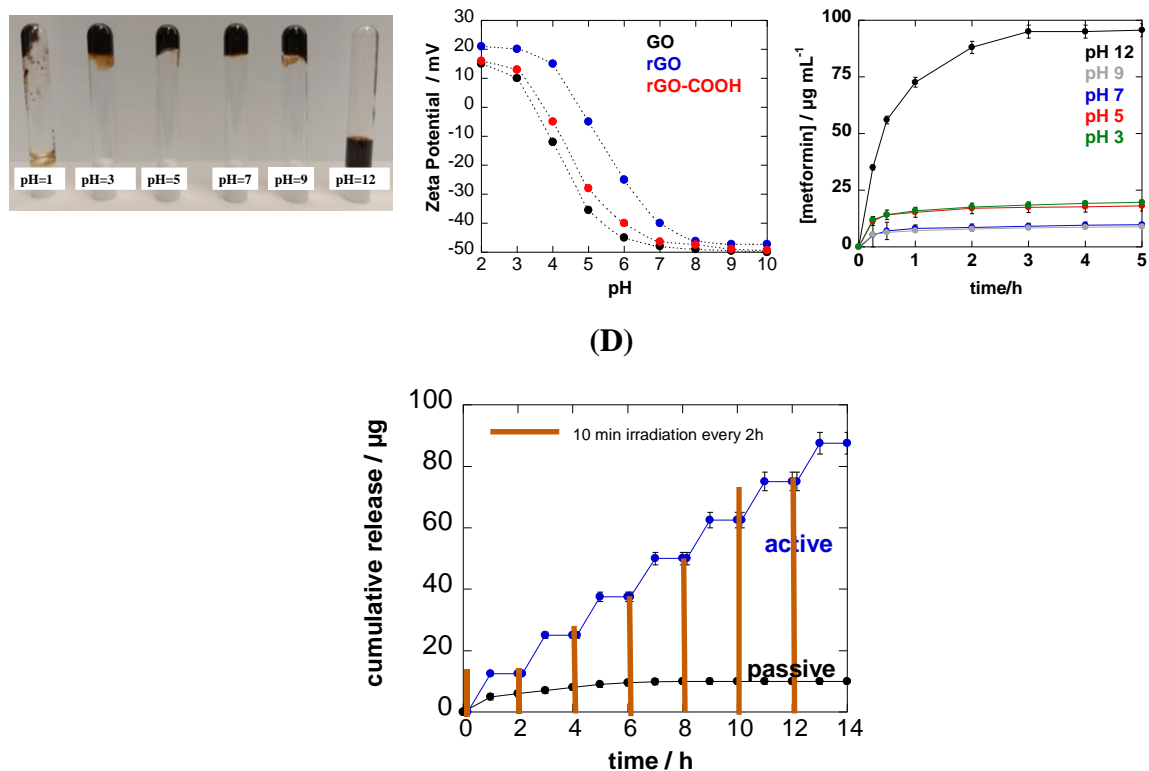 pH=1
pH=3
pH=5
pH=7
pH=9
pH=12
Zeta Potential / mV
30
20
10
0
-10
-20
-30
-40
-50
GO
rGO
rGO-COOH
2 3 4 5 6 7 8 9 10
pH
[metformin] / µg mL-1
100
75
50
25
0
pH 12
pH 9
pH 7
pH 5
pH 3
0 1 2 3 4 5
time/h
(D)
cumulative release / µg
100
80
60
40
20
0
10 min irradiation every 2h
active
passive
0 2 4 6 8 10 12 14
time / h